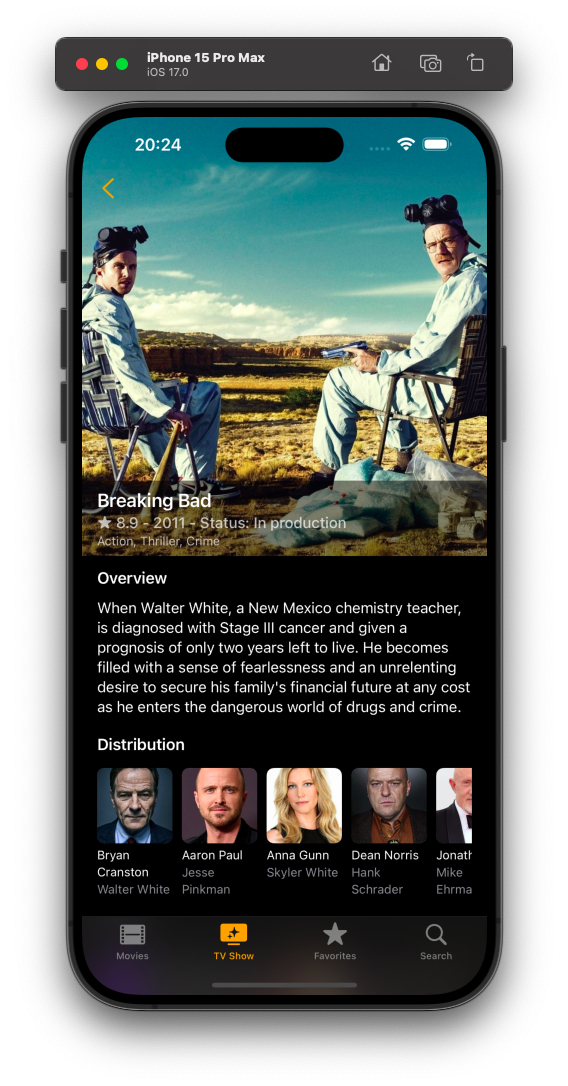 iPhone 15 Pro Max
iOS 17.0
20:24
Breaking Bad
8.9 - 2011 - Status: In production
Action, Thriller, Crime
Overview
When Walter White, a New Mexico chemistry teacher,
is diagnosed with Stage III cancer and given a
prognosis of only two years left to live. He becomes
filled with a sense of fearlessness and an unrelenting
desire to secure his family's financial future at any cost
as he enters the dangerous world of drugs and crime.
Distribution
Bryan
Cranston
Walter White
Aaron Paul
Jesse
Pinkman
Anna Gunn
Skyler White
Dean Norris
Hank
Schrader
Jonath
Mike
Ehrma
Movies
TV Show
Favorites
Search